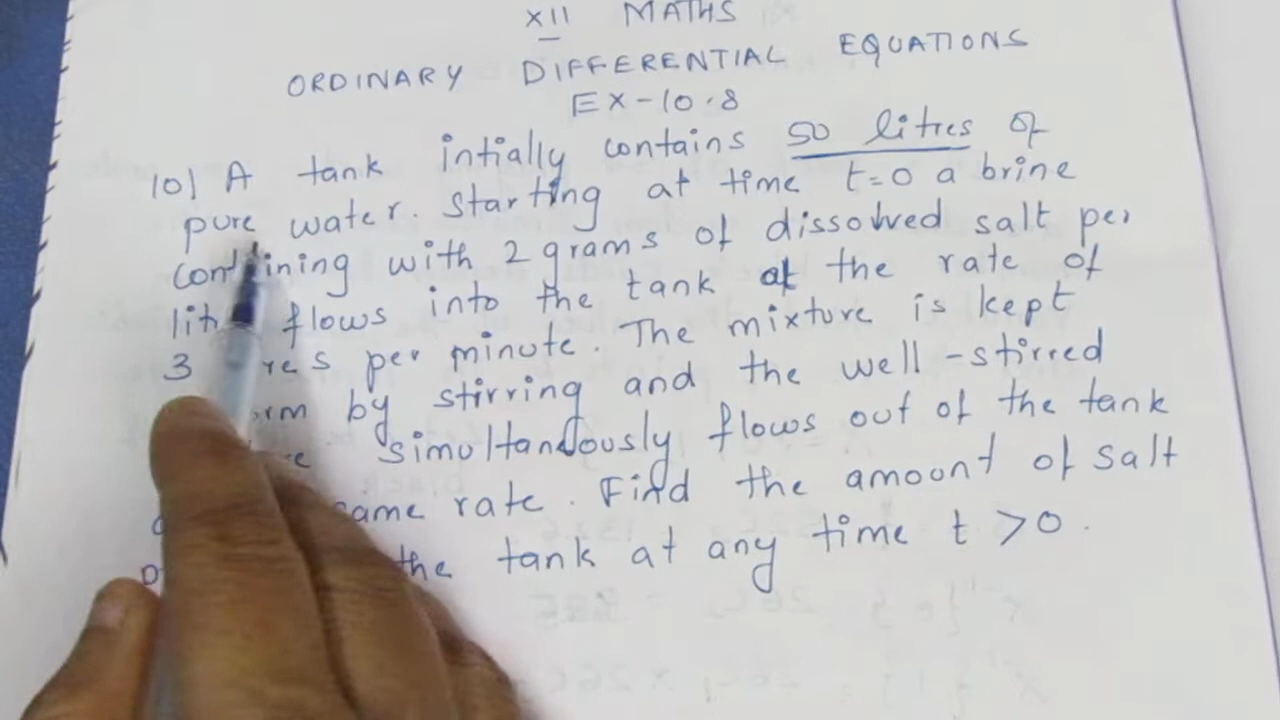 XII MATHS
ORDINARY DIFFERENTIAL EQUATIONS
EX-10.8
10) A tank intially contains 50 litres of
pure water. Starting at time t=0 a brine
containing with 2 grams of dissolved salt per
flows into the tank at the rate of
3 per minute. The mixture is kept
by stirring and the well-stirred
simultaneously flows out of the tank
same rate. Find the amount of salt
the tank at any time t >0.